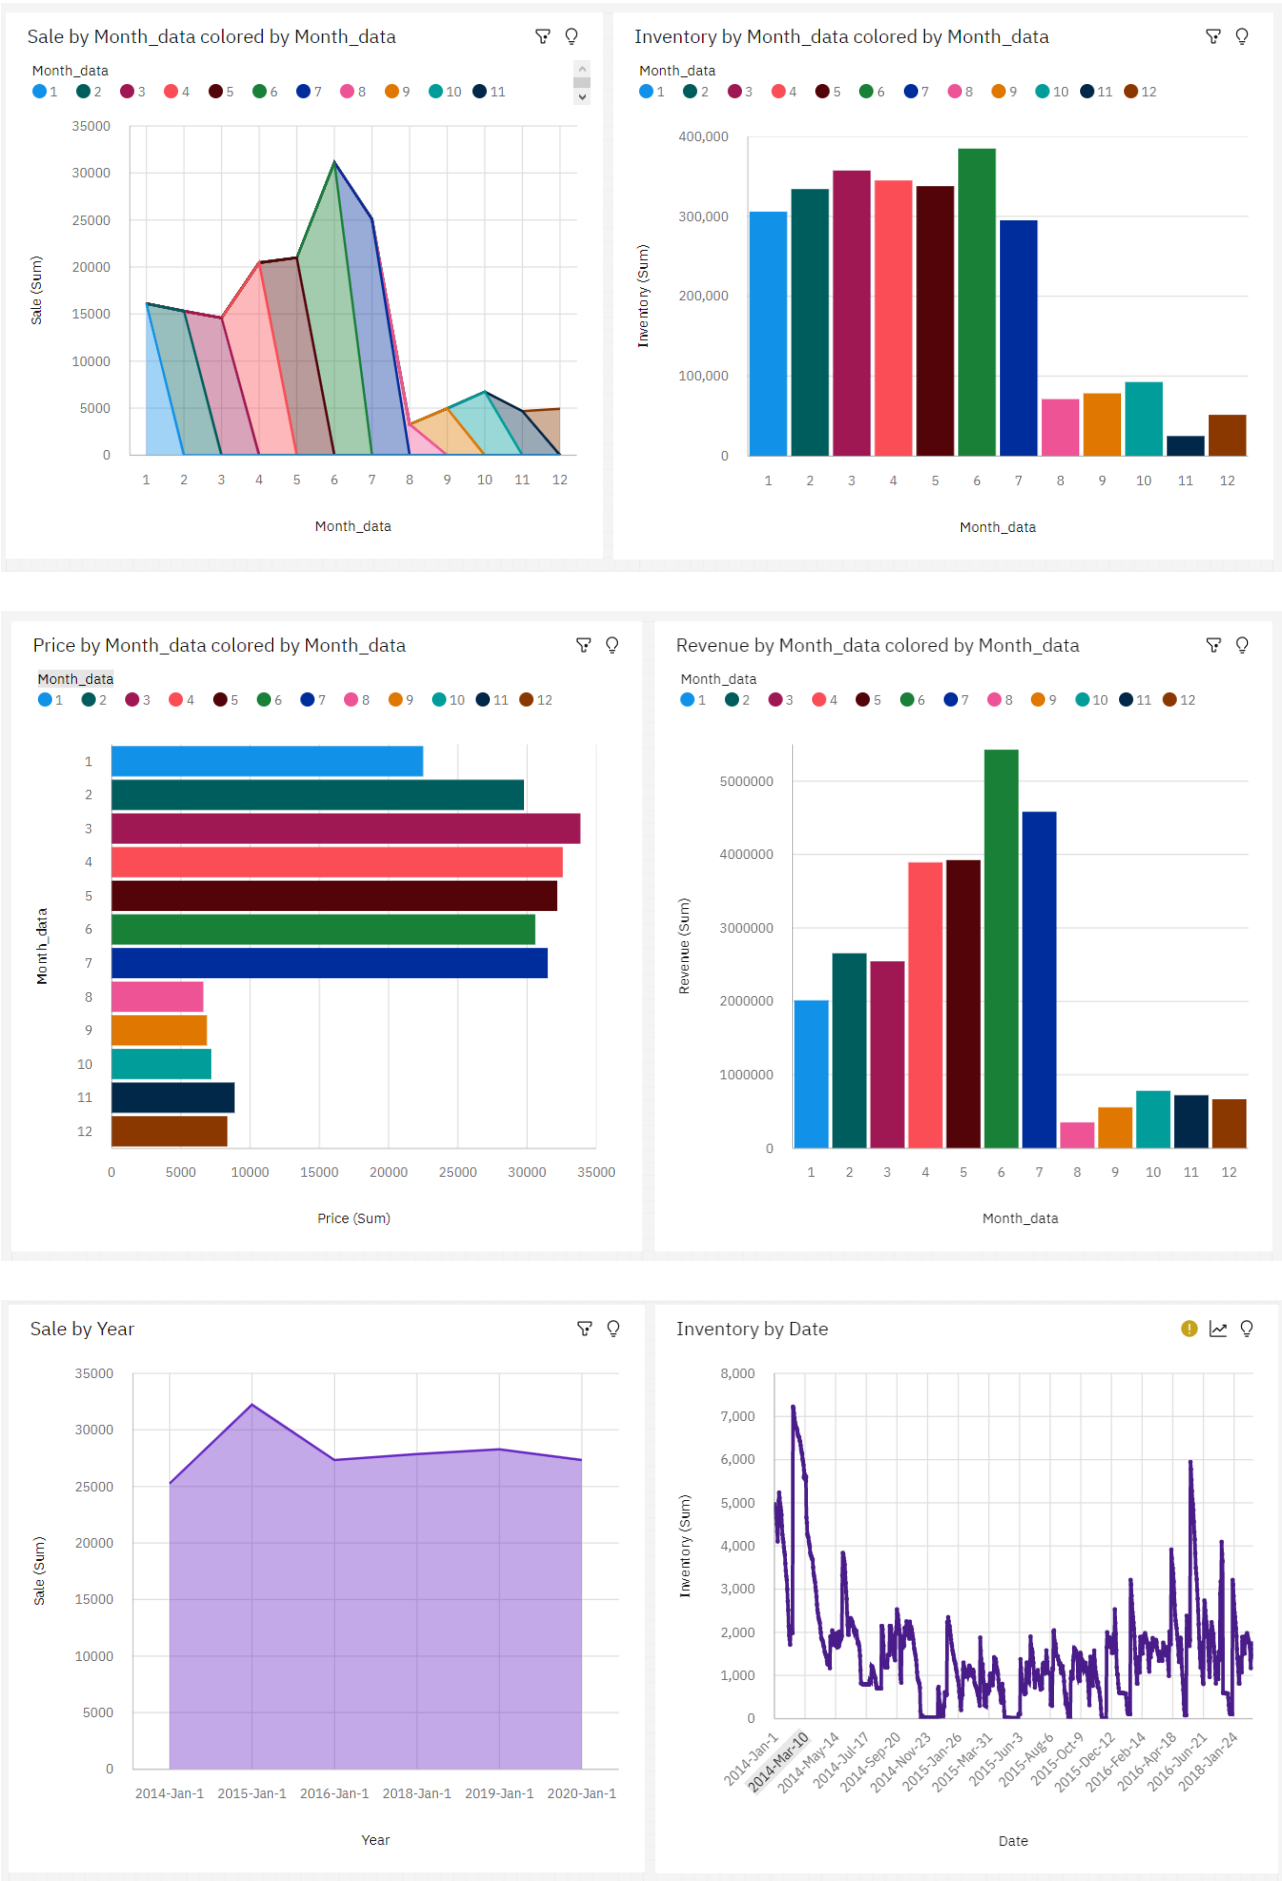 Sale by Month_data colored by Month_data
Month_data
1 2 3 4 5 6 7 8 9 10 11
35000
30000
25000
20000
15000
10000
5000
0
Sale (Sum)
1 2 3 4 5 6 7 8 9 10 11 12
Month_data
Inventory by Month_data colored by Month_data
Month_data
1 2 3 4 5 6 7 8 9 10 11 12
400,000
300,000
200,000
100,000
0
Inventory (Sum)
1 2 3 4 5 6 7 8 9 10 11 12
Month_data
Price by Month_data colored by Month_data
Month_data
1 2 3 4 5 6 7 8 9 10 11 12
1
2
3
4
5
6
7
8
9
10
11
12
Month_data
0 5000 10000 15000 20000 25000 30000 35000
Price (Sum)
Revenue by Month_data colored by Month_data
Month_data
1 2 3 4 5 6 7 8 9 10 11 12
5000000
4000000
3000000
2000000
1000000
0
Revenue (Sum)
1 2 3 4 5 6 7 8 9 10 11 12
Month_data
Sale by Year
35000
30000
25000
20000
15000
10000
5000
0
Sale (Sum)
2014-Jan-1 2015-Jan-1 2016-Jan-1 2018-Jan-1 2019-Jan-1 2020-Jan-1
Year
Inventory by Date
8,000
7,000
6,000
5,000
4,000
3,000
2,000
1,000
0
Inventory (Sum)
2014-Jan-1 2014-Mar-10 2014-May-14 2014-Jul-17 2014-Sep-20 2014-Nov-23 2015-Jan-26 2015-Mar-31 2015-Jun-3 2015-Aug-6 2015-Oct-9 2015-Dec-12 2016-Feb-14 2016-Apr-18 2016-Jun-21 2018-Jan-24
Date